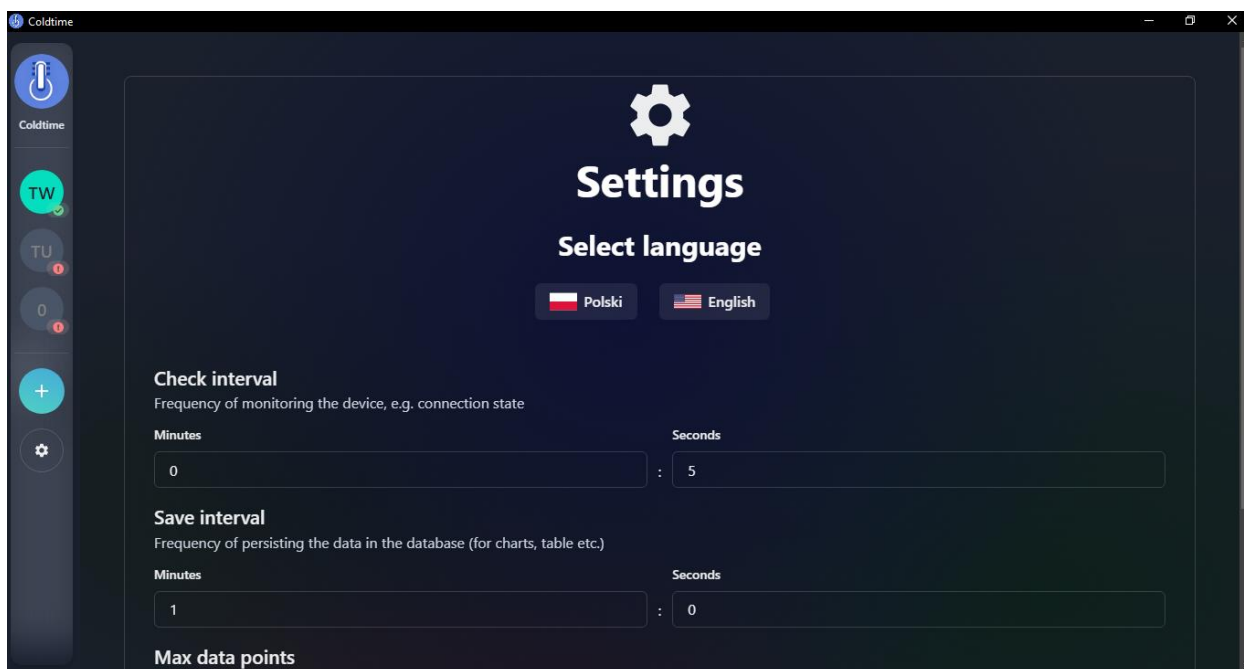 Coldtime
Coldtime
TW
TU
0
Settings
Select language
Polski English
Check interval
Frequency of monitoring the device, e.g. connection state
Minutes Seconds
0 : 5
Save interval
Frequency of persisting the data in the database (for charts, table etc.)
Minutes Seconds
1 : 0
Max data points